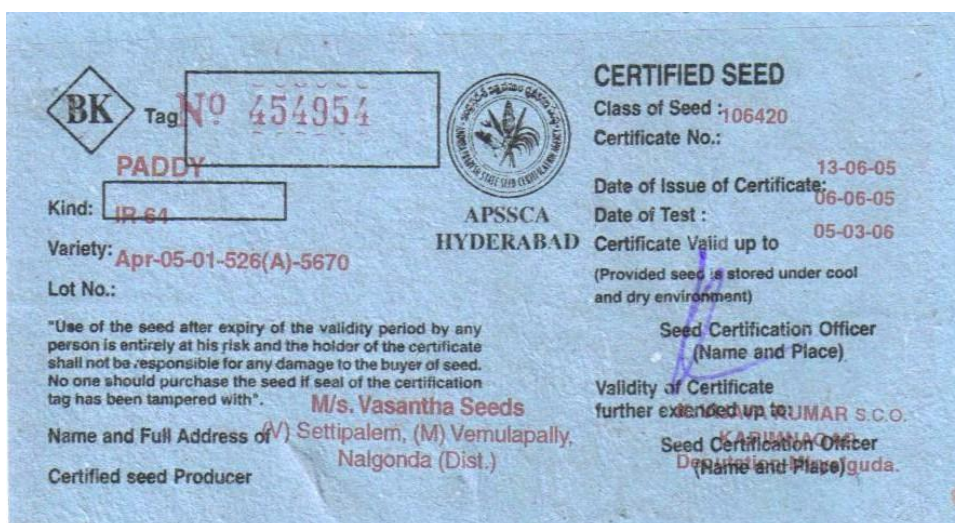 BK
Tag Nº 454954
PADDY
Kind:
IR-64
Variety: Apr-05-01-526(A)-5670
Lot No.:
"Use of the seed after expiry of the validity period by any
person is entirely at his risk and the holder of the certificate
shall not be responsible for any damage to the buyer of seed.
No one should purchase the seed if seal of the certification
tag has been tampered with".
M/s. Vasantha Seeds
Name and Full Address of (V) Settipalem, (M) Vemulapally,
Nalgonda (Dist.)
Certified seed Producer
APSSCA
HYDERABAD
CERTIFIED SEED
Class of Seed : 106420
Certificate No.:
13-06-05
Date of Issue of Certificate:
06-06-05
Date of Test :
05-03-06
Certificate Valid up to
(Provided seed is stored under cool
and dry environment)
Seed Certification Officer
(Name and Place)
Validity of Certificate
further extended up to: KUMAR S.C.O.
KARIMNAGAR
Seed Certification Officer
(Name and Place)